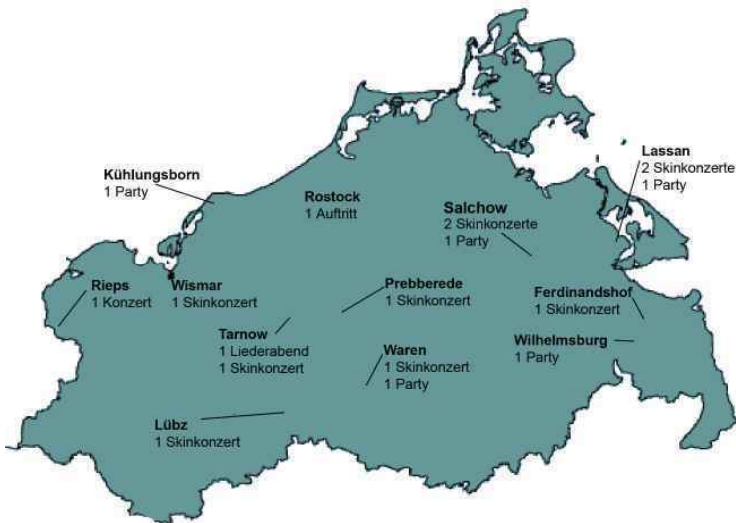 Lassan
2 Skinkonzerte
1 Party
Kühlungsborn
1 Party
Rostock
1 Auftritt
Salchow
2 Skinkonzerte
1 Party
Rieps
1 Konzert
Wismar
1 Skinkonzert
Prebberede
1 Skinkonzert
Ferdinandshof
1 Skinkonzert
Tarnow
1 Liederabend
1 Skinkonzert
Waren
1 Skinkonzert
1 Party
Wilhelmsburg
1 Party
Lübz
1 Skinkonzert